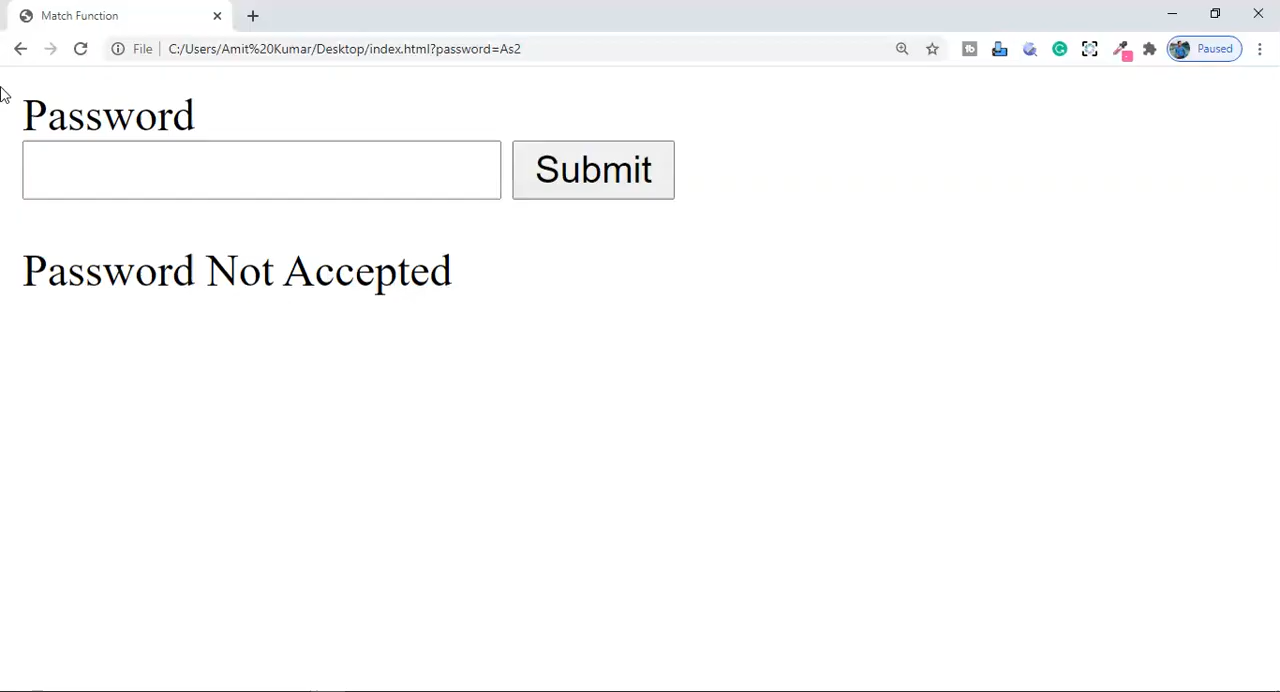 Match Function
File
C:/Users/Amit%20Kumar/Desktop/index.html?password=As2
Paused
Password
Submit
Password Not Accepted